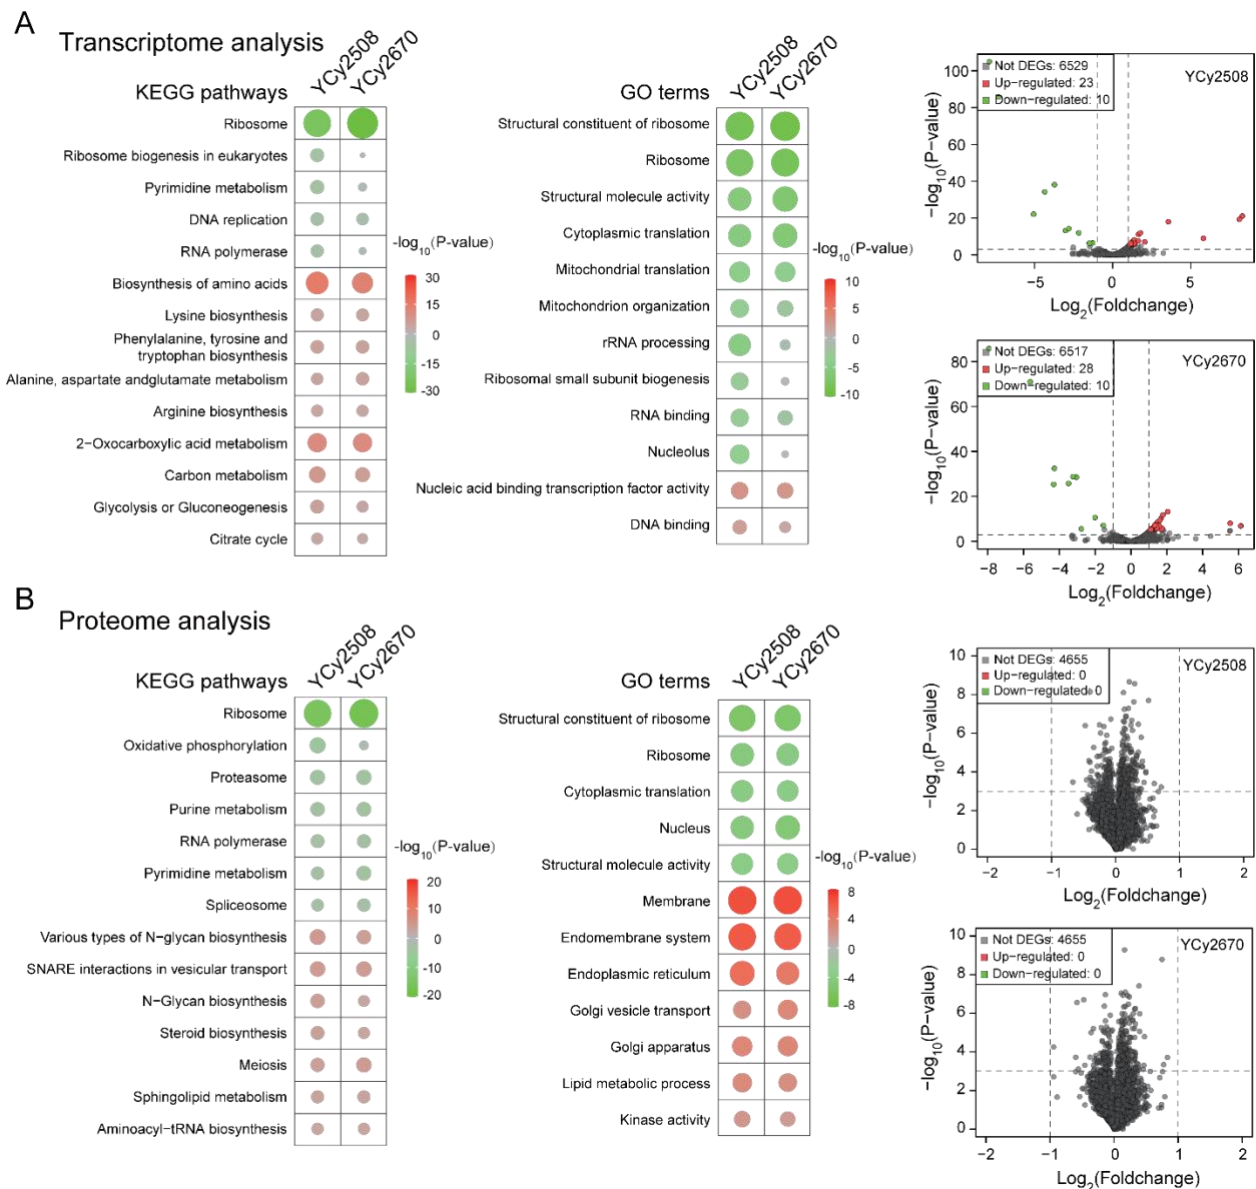 A
Transcriptome analysis
KEGG pathways
YCy2508
YCy2670
Ribosome
Ribosome biogenesis in eukaryotes
Pyrimidine metabolism
DNA replication
RNA polymerase
Biosynthesis of amino acids
Lysine biosynthesis
Phenylalanine, tyrosine and
tryptophan biosynthesis
Alanine, aspartate andglutamate metabolism
Arginine biosynthesis
2−Oxocarboxylic acid metabolism
Carbon metabolism
Glycolysis or Gluconeogenesis
Citrate cycle
-log10(P-value)
30
15
0
-15
-30
GO terms
YCy2508
YCy2670
Structural constituent of ribosome
Ribosome
Structural molecule activity
Cytoplasmic translation
Mitochondrial translation
Mitochondrion organization
rRNA processing
Ribosomal small subunit biogenesis
RNA binding
Nucleolus
Nucleic acid binding transcription factor activity
DNA binding
-log10(P-value)
10
5
0
-5
-10
Not DEGs: 6529
Up-regulated: 23
Down-regulated: 10
YCy2508
−log10(P−value)
100
80
60
40
20
0
−5 0 5
Log2(Foldchange)
Not DEGs: 6517
Up-regulated: 28
Down-regulated: 10
YCy2670
−log10(P−value)
80
60
40
20
0
−8 −6 −4 −2 0 2 4 6
Log2(Foldchange)
B
Proteome analysis
KEGG pathways
YCy2508
YCy2670
Ribosome
Oxidative phosphorylation
Proteasome
Purine metabolism
RNA polymerase
Pyrimidine metabolism
Spliceosome
Various types of N−glycan biosynthesis
SNARE interactions in vesicular transport
N−Glycan biosynthesis
Steroid biosynthesis
Meiosis
Sphingolipid metabolism
Aminoacyl−tRNA biosynthesis
-log10(P-value)
20
10
0
-10
-20
GO terms
YCy2508
YCy2670
Structural constituent of ribosome
Ribosome
Cytoplasmic translation
Nucleus
Structural molecule activity
Membrane
Endomembrane system
Endoplasmic reticulum
Golgi vesicle transport
Golgi apparatus
Lipid metabolic process
Kinase activity
-log10(P-value)
8
4
0
-4
-8
Not DEGs: 4655
Up-regulated: 0
Down-regulated: 0
YCy2508
−log10(P−value)
10
8
6
4
2
0
−2 −1 0 1 2
Log2(Foldchange)
Not DEGs: 4655
Up-regulated: 0
Down-regulated: 0
YCy2670
−log10(P−value)
10
8
6
4
2
0
−2 −1 0 1 2
Log2(Foldchange)